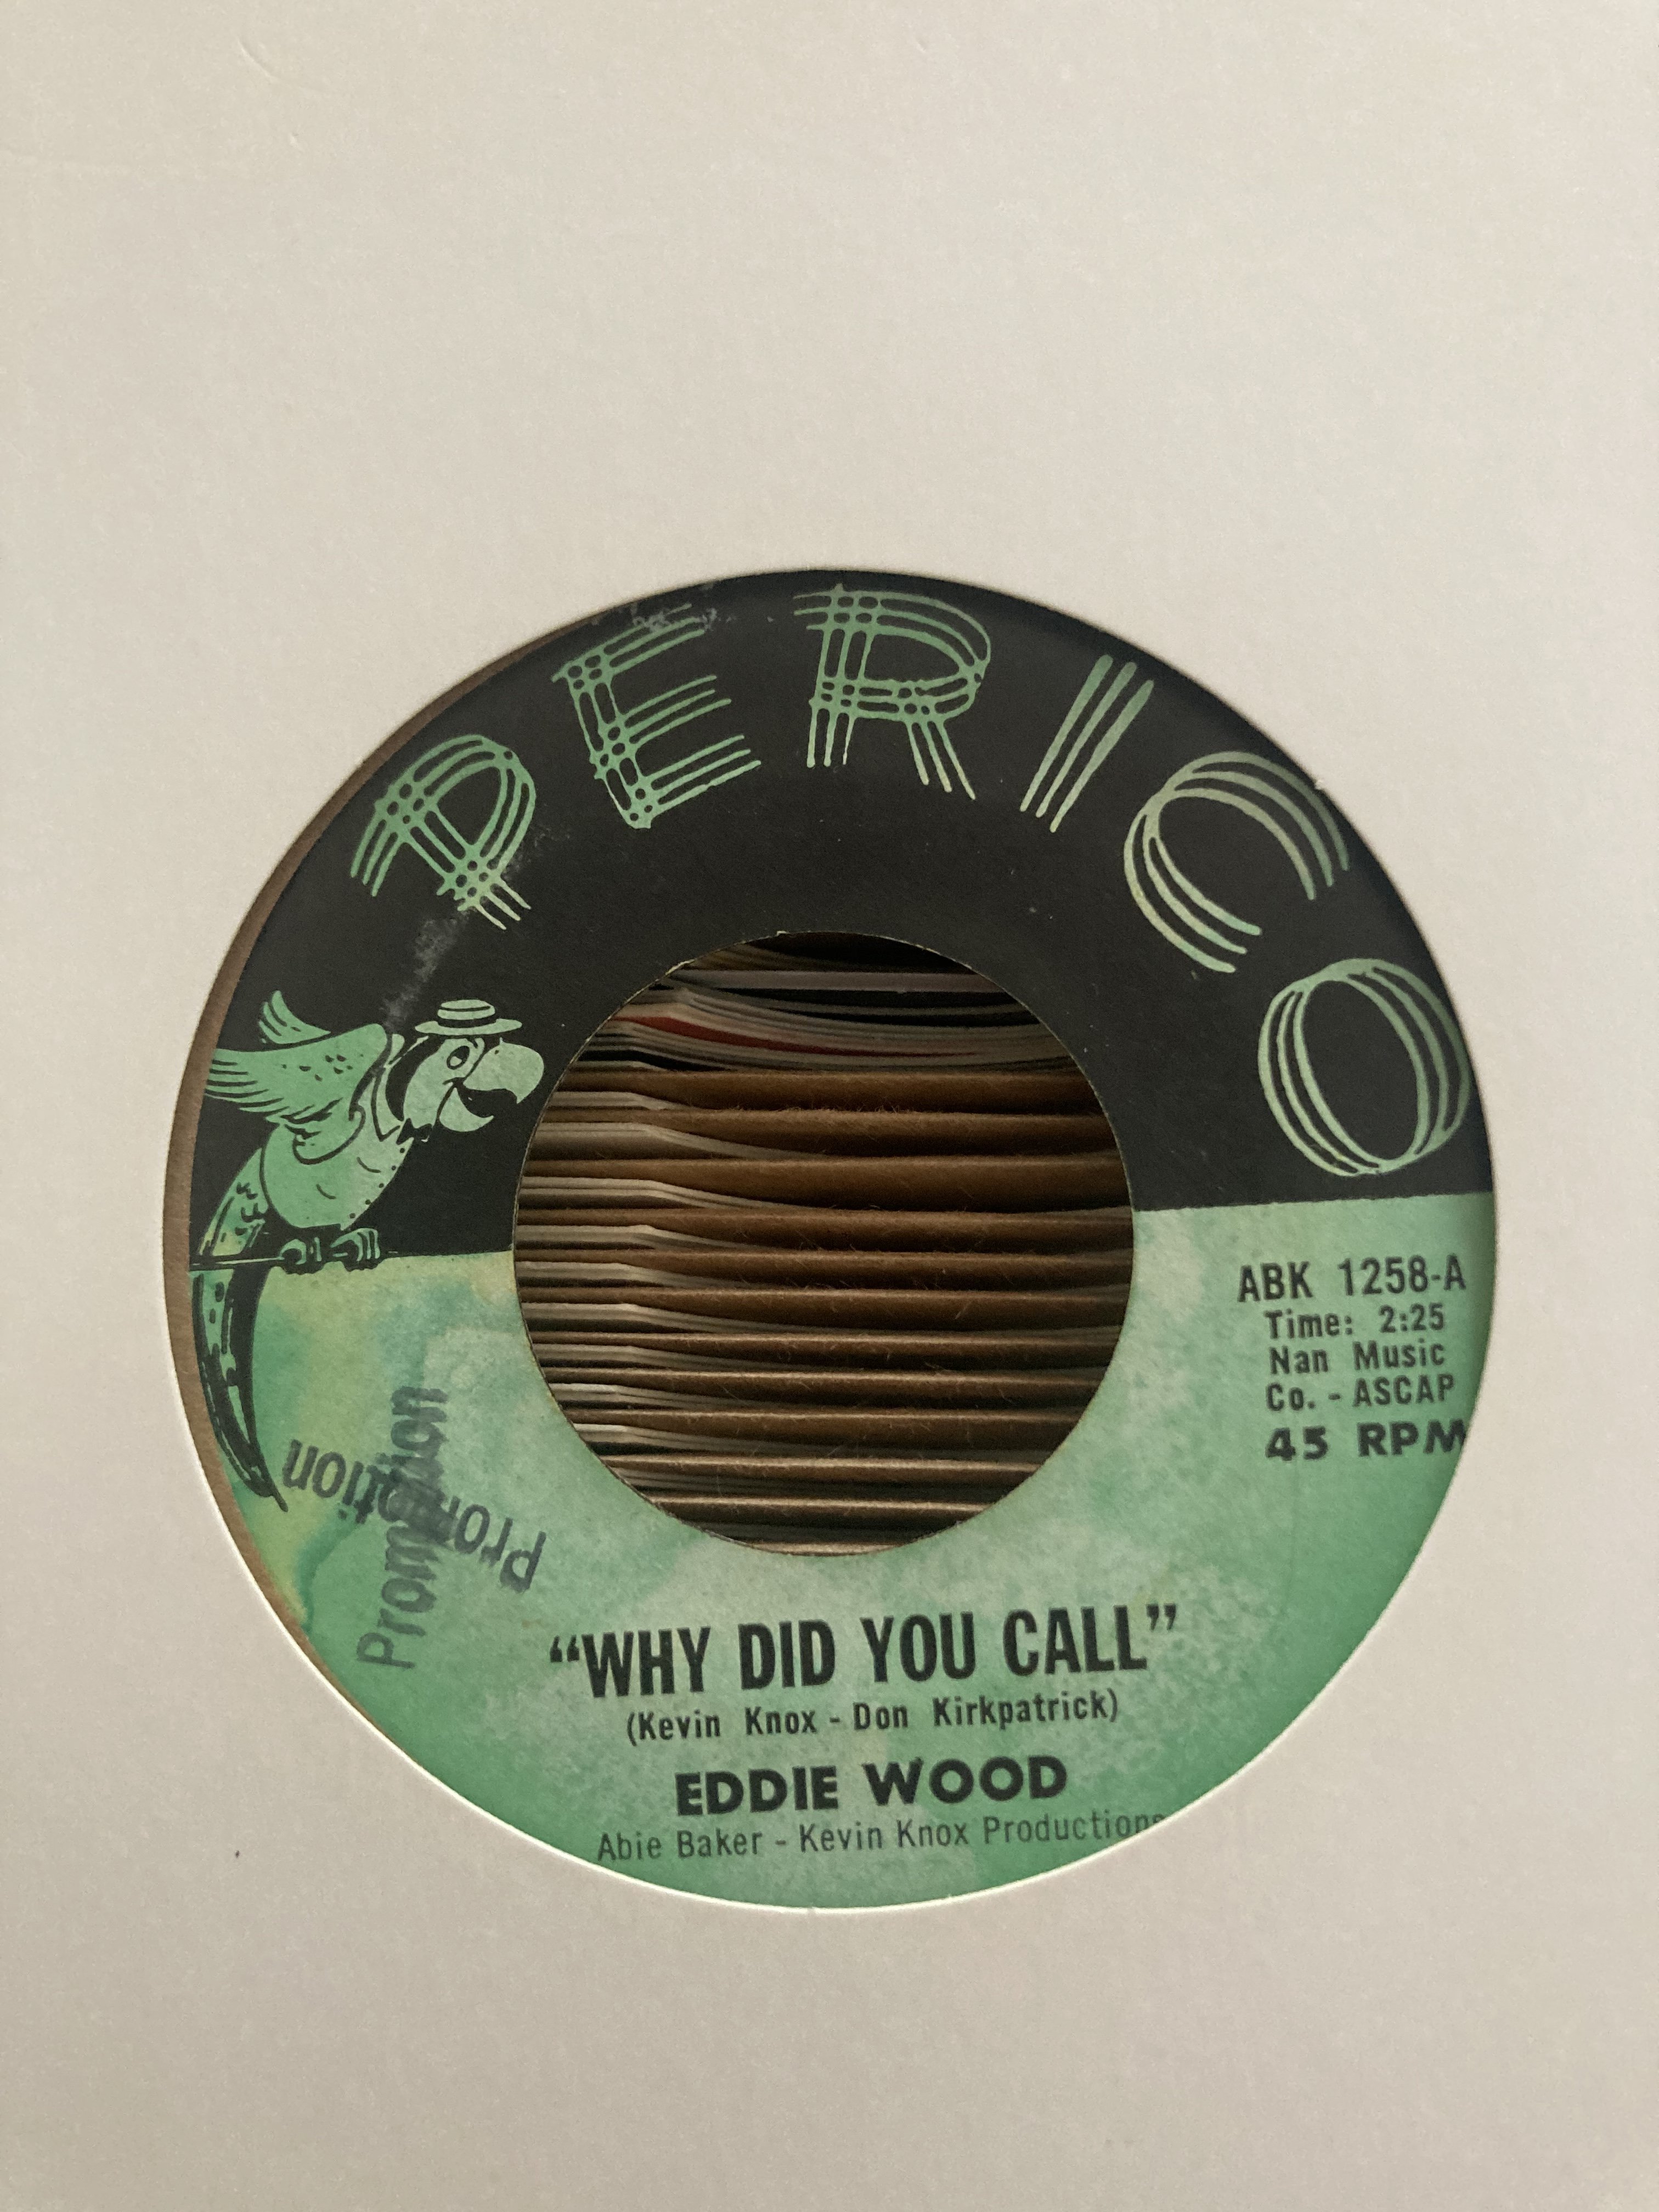 PERICO
ABK 1258-A
Time: 2:25
Nan Music
Co. - ASCAP
45 RPM
Promotion
Promotion
"WHY DID YOU CALL"
(Kevin Knox - Don Kirkpatrick)
EDDIE WOOD
Abie Baker - Kevin Knox Productions